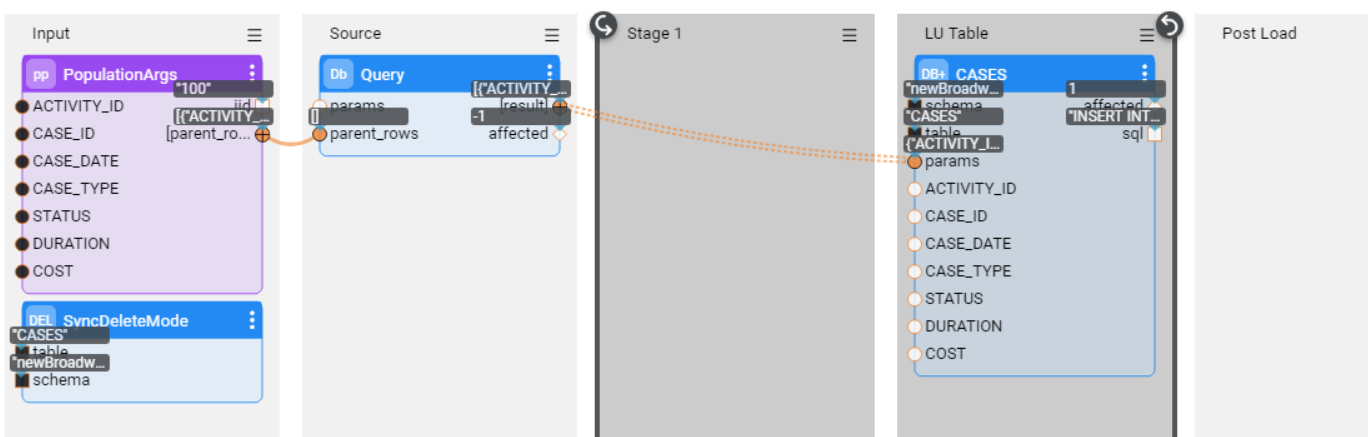 Input
Source
Stage 1
LU Table
Post Load
pp PopulationArgs
"100"
ACTIVITY_ID iid
[{"ACTIVITY_...
CASE_ID [parent_ro...
CASE_DATE
CASE_TYPE
STATUS
DURATION
COST
DEL SyncDeleteMode
"CASES"
table
"newBroadw...
schema
Db Query
[{"ACTIVITY_...
params [result]
[] -1
parent_rows affected
DB+ CASES
"newBroadw... 1
schema affected
"CASES" "INSERT INT...
table sql
{"ACTIVITY_I...
params
ACTIVITY_ID
CASE_ID
CASE_DATE
CASE_TYPE
STATUS
DURATION
COST